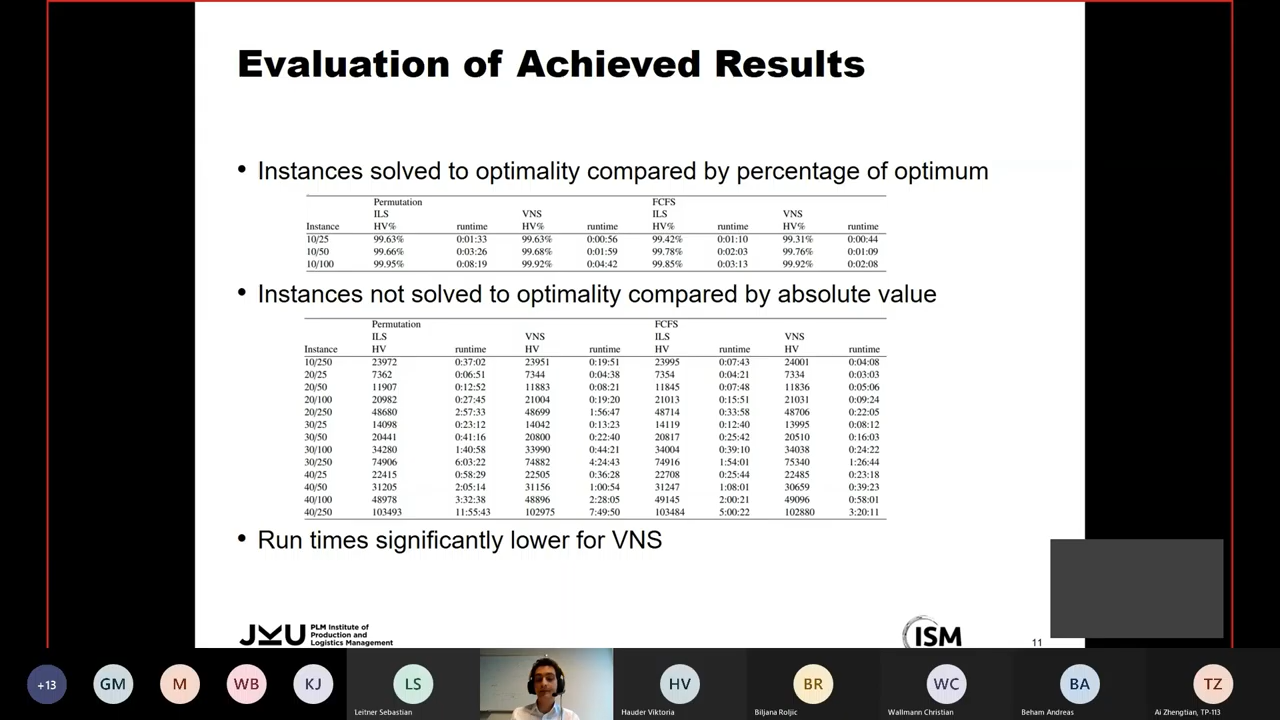 Evaluation of Achieved Results
• Instances solved to optimality compared by percentage of optimum
Permutation FCFS
ILS VNS ILS VNS
Instance HV% runtime HV% runtime HV% runtime HV% runtime
10/25 99.63% 0:01:33 99.63% 0:00:56 99.42% 0:01:10 99.31% 0:00:44
10/50 99.66% 0:03:26 99.68% 0:01:59 99.78% 0:02:03 99.76% 0:01:09
10/100 99.95% 0:08:19 99.92% 0:04:42 99.85% 0:03:13 99.92% 0:02:08
• Instances not solved to optimality compared by absolute value
Permutation FCFS
ILS VNS ILS VNS
Instance HV runtime HV runtime HV runtime HV runtime
10/250 23972 0:37:02 23951 0:19:51 23995 0:07:43 24001 0:04:08
20/25 7362 0:06:51 7344 0:04:38 7354 0:04:21 7334 0:03:03
20/50 11907 0:12:52 11883 0:08:21 11845 0:07:48 11836 0:05:06
20/100 20982 0:27:45 21004 0:19:20 21013 0:15:51 21031 0:09:24
20/250 48680 2:57:33 48699 1:56:47 48714 0:33:58 48706 0:22:05
30/25 14098 0:23:12 14042 0:13:23 14119 0:12:40 13995 0:08:12
30/50 20441 0:41:16 20800 0:22:40 20817 0:25:42 20510 0:16:03
30/100 34280 1:40:58 33990 0:44:21 34004 0:39:10 34038 0:24:22
30/250 74906 6:03:22 74882 4:24:43 74916 1:54:01 75340 1:26:44
40/25 22415 0:58:29 22505 0:36:28 22708 0:25:44 22485 0:23:18
40/50 31205 2:05:14 31156 1:00:54 31247 1:08:01 30659 0:39:23
40/100 48978 3:32:38 48896 2:28:05 49145 2:00:21 49096 0:58:01
40/250 103493 11:55:43 102975 7:49:50 103484 5:00:22 102880 3:20:11
• Run times significantly lower for VNS
JKU PLM Institute of
Production and
Logistics Management
ISM
11
+13 GM M WB KJ LS HV BR WC BA TZ
Leitner Sebastian Hauder Viktoria Biljana Roljic Wallmann Christian Beham Andreas Ai Zhengtian, TP-113